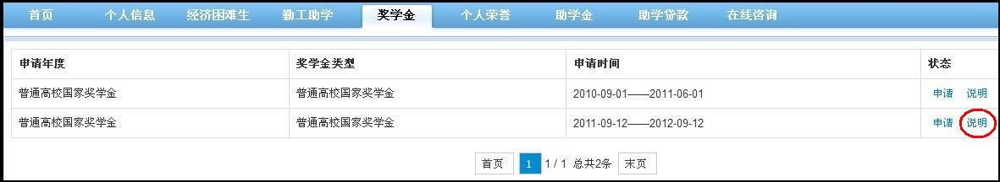 首页 个人信息 经济困难生 勤工助学 奖学金 个人荣誉 助学金 助学贷款 在线咨询
申请年度 奖学金类型 申请时间 状态
普通高校国家奖学金 普通高校国家奖学金 2010-09-01——2011-06-01 申请 说明
普通高校国家奖学金 普通高校国家奖学金 2011-09-12——2012-09-12 申请 说明
首页 1 1 / 1 总共2条 末页